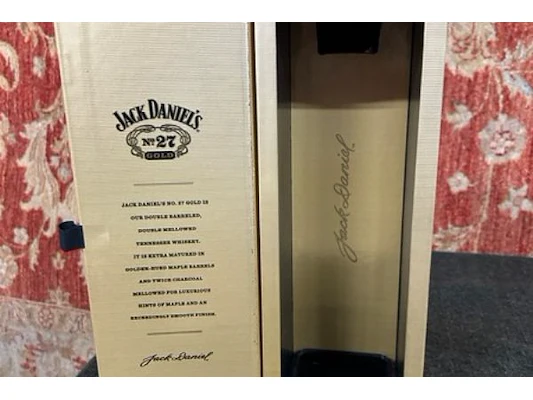 JACK DANIEL'S
No 27
GOLD
JACK DANIEL'S NO. 27 GOLD IS
OUR DOUBLE BARRELED,
DOUBLE MELLOWED
TENNESSEE WHISKEY.
IT IS EXTRA MATURED IN
GOLDEN-HUED MAPLE BARRELS
AND TWICE CHARCOAL
MELLOWED FOR LUXURIOUS
HINTS OF MAPLE AND AN
EXCEEDINGLY SMOOTH FINISH.
Jack Daniel
Jack Daniel